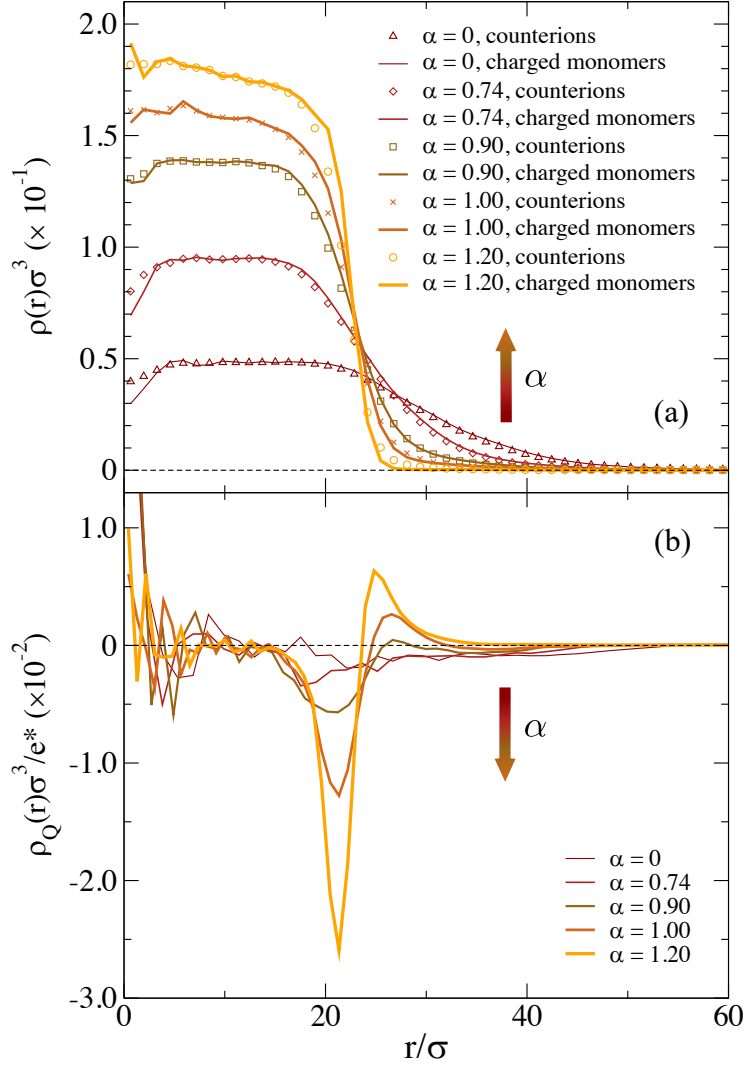 2.0
1.5
1.0
0.5
0
ρ(r)σ³ (× 10⁻¹)
α = 0, counterions
α = 0, charged monomers
α = 0.74, counterions
α = 0.74, charged monomers
α = 0.90, counterions
α = 0.90, charged monomers
α = 1.00, counterions
α = 1.00, charged monomers
α = 1.20, counterions
α = 1.20, charged monomers
α
(a)
1.0
0
-1.0
-2.0
-3.0
ρ_Q(r)σ³/e* (×10⁻²)
(b)
α
α = 0
α = 0.74
α = 0.90
α = 1.00
α = 1.20
0 20 40 60
r/σ